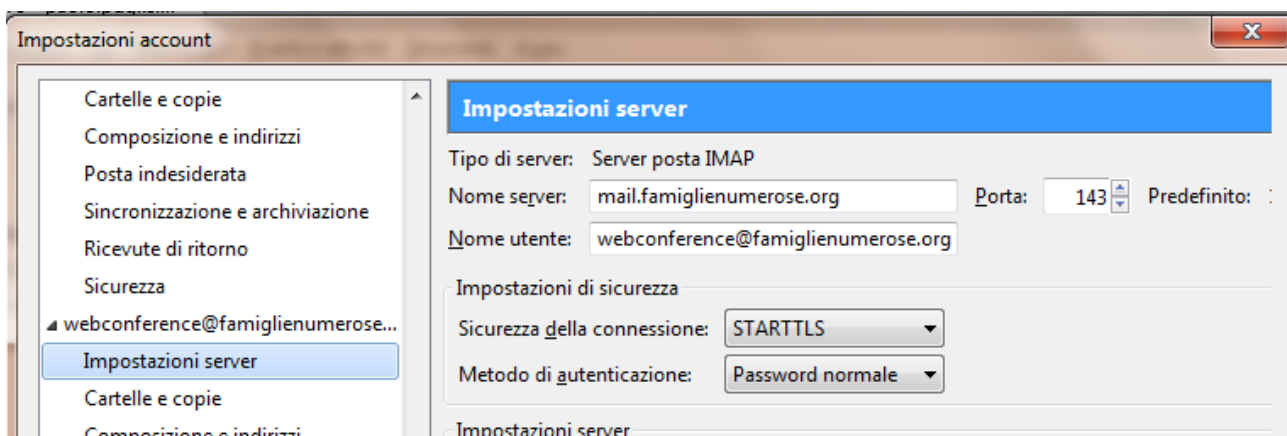 Impostazioni account
Cartelle e copie
Composizione e indirizzi
Posta indesiderata
Sincronizzazione e archiviazione
Ricevute di ritorno
Sicurezza
webconference@famiglienumerose...
Impostazioni server
Cartelle e copie
Composizione e indirizzi
Impostazioni server
Tipo di server: Server posta IMAP
Nome server: mail.famiglienumerose.org Porta: 143 Predefinito:
Nome utente: webconference@famiglienumerose.org
Impostazioni di sicurezza
Sicurezza della connessione: STARTTLS
Metodo di autenticazione: Password normale
Impostazioni server